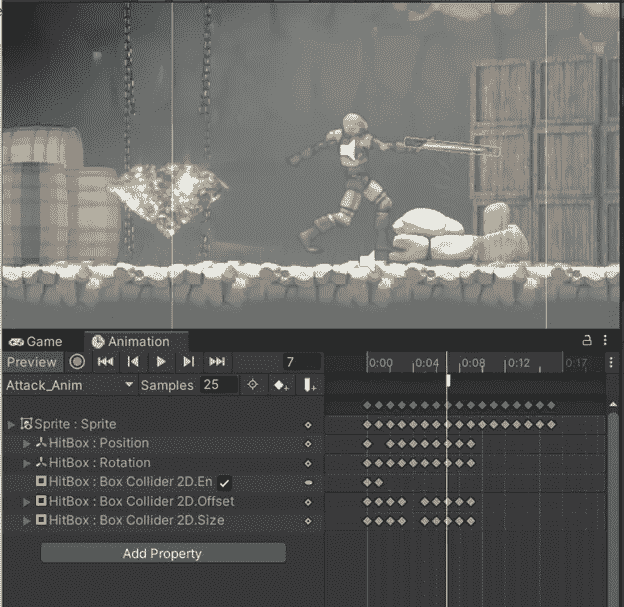 Game Animation
Preview 7 0:00 0:04 0:08 0:12 0:17
Attack_Anim Samples 25
Sprite : Sprite
HitBox : Position
HitBox : Rotation
HitBox : Box Collider 2D.En
HitBox : Box Collider 2D.Offset
HitBox : Box Collider 2D.Size
Add Property